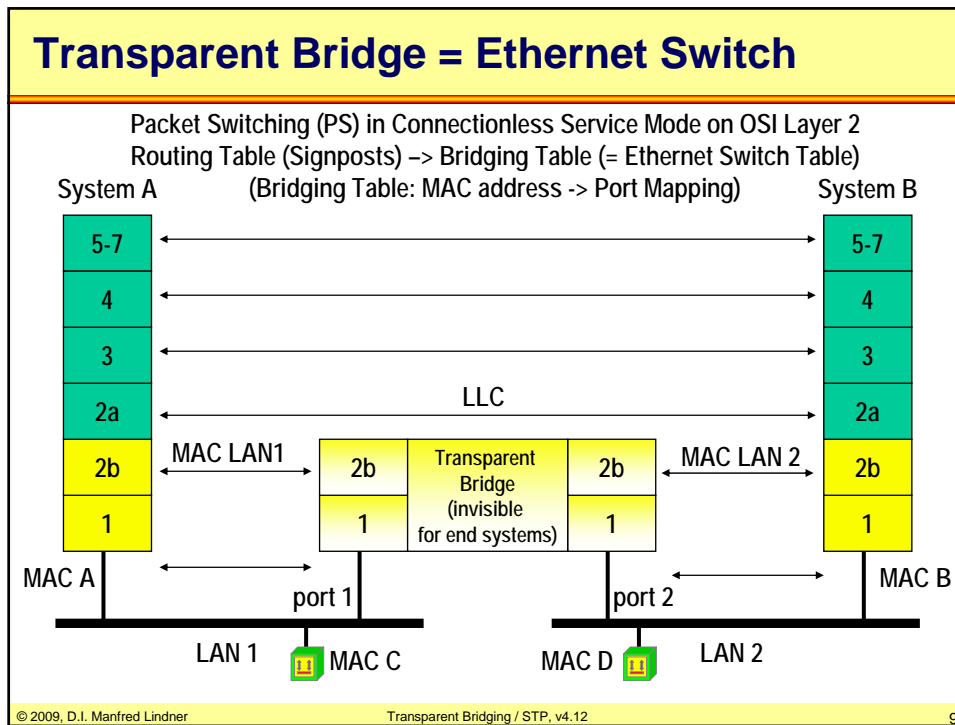 Transparent Bridge = Ethernet Switch
Packet Switching (PS) in Connectionless Service Mode on OSI Layer 2
Routing Table (Signposts) –> Bridging Table (= Ethernet Switch Table)
System A (Bridging Table: MAC address -> Port Mapping) System B
5-7 5-7
4 4
3 3
LLC
2a 2a
MAC LAN1 MAC LAN 2
2b 2b Transparent 2b 2b
Bridge
(invisible
1 1 for end systems) 1 1
MAC A port 1 port 2 MAC B
LAN 1 MAC C MAC D LAN 2
© 2009, D.I. Manfred Lindner Transparent Bridging / STP, v4.12 9